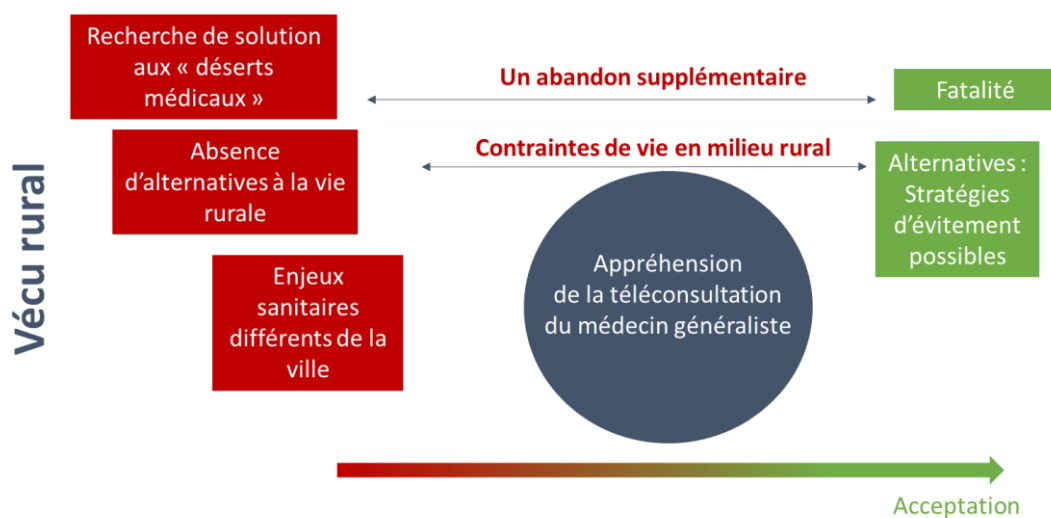 Vécu rural
Recherche de solution
aux « déserts
médicaux »
Un abandon supplémentaire
Fatalité
Absence
d’alternatives à la vie
rurale
Contraintes de vie en milieu rural
Alternatives :
Stratégies
d’évitement
possibles
Enjeux
sanitaires
différents de la
ville
Appréhension
de la téléconsultation
du médecin généraliste
Acceptation